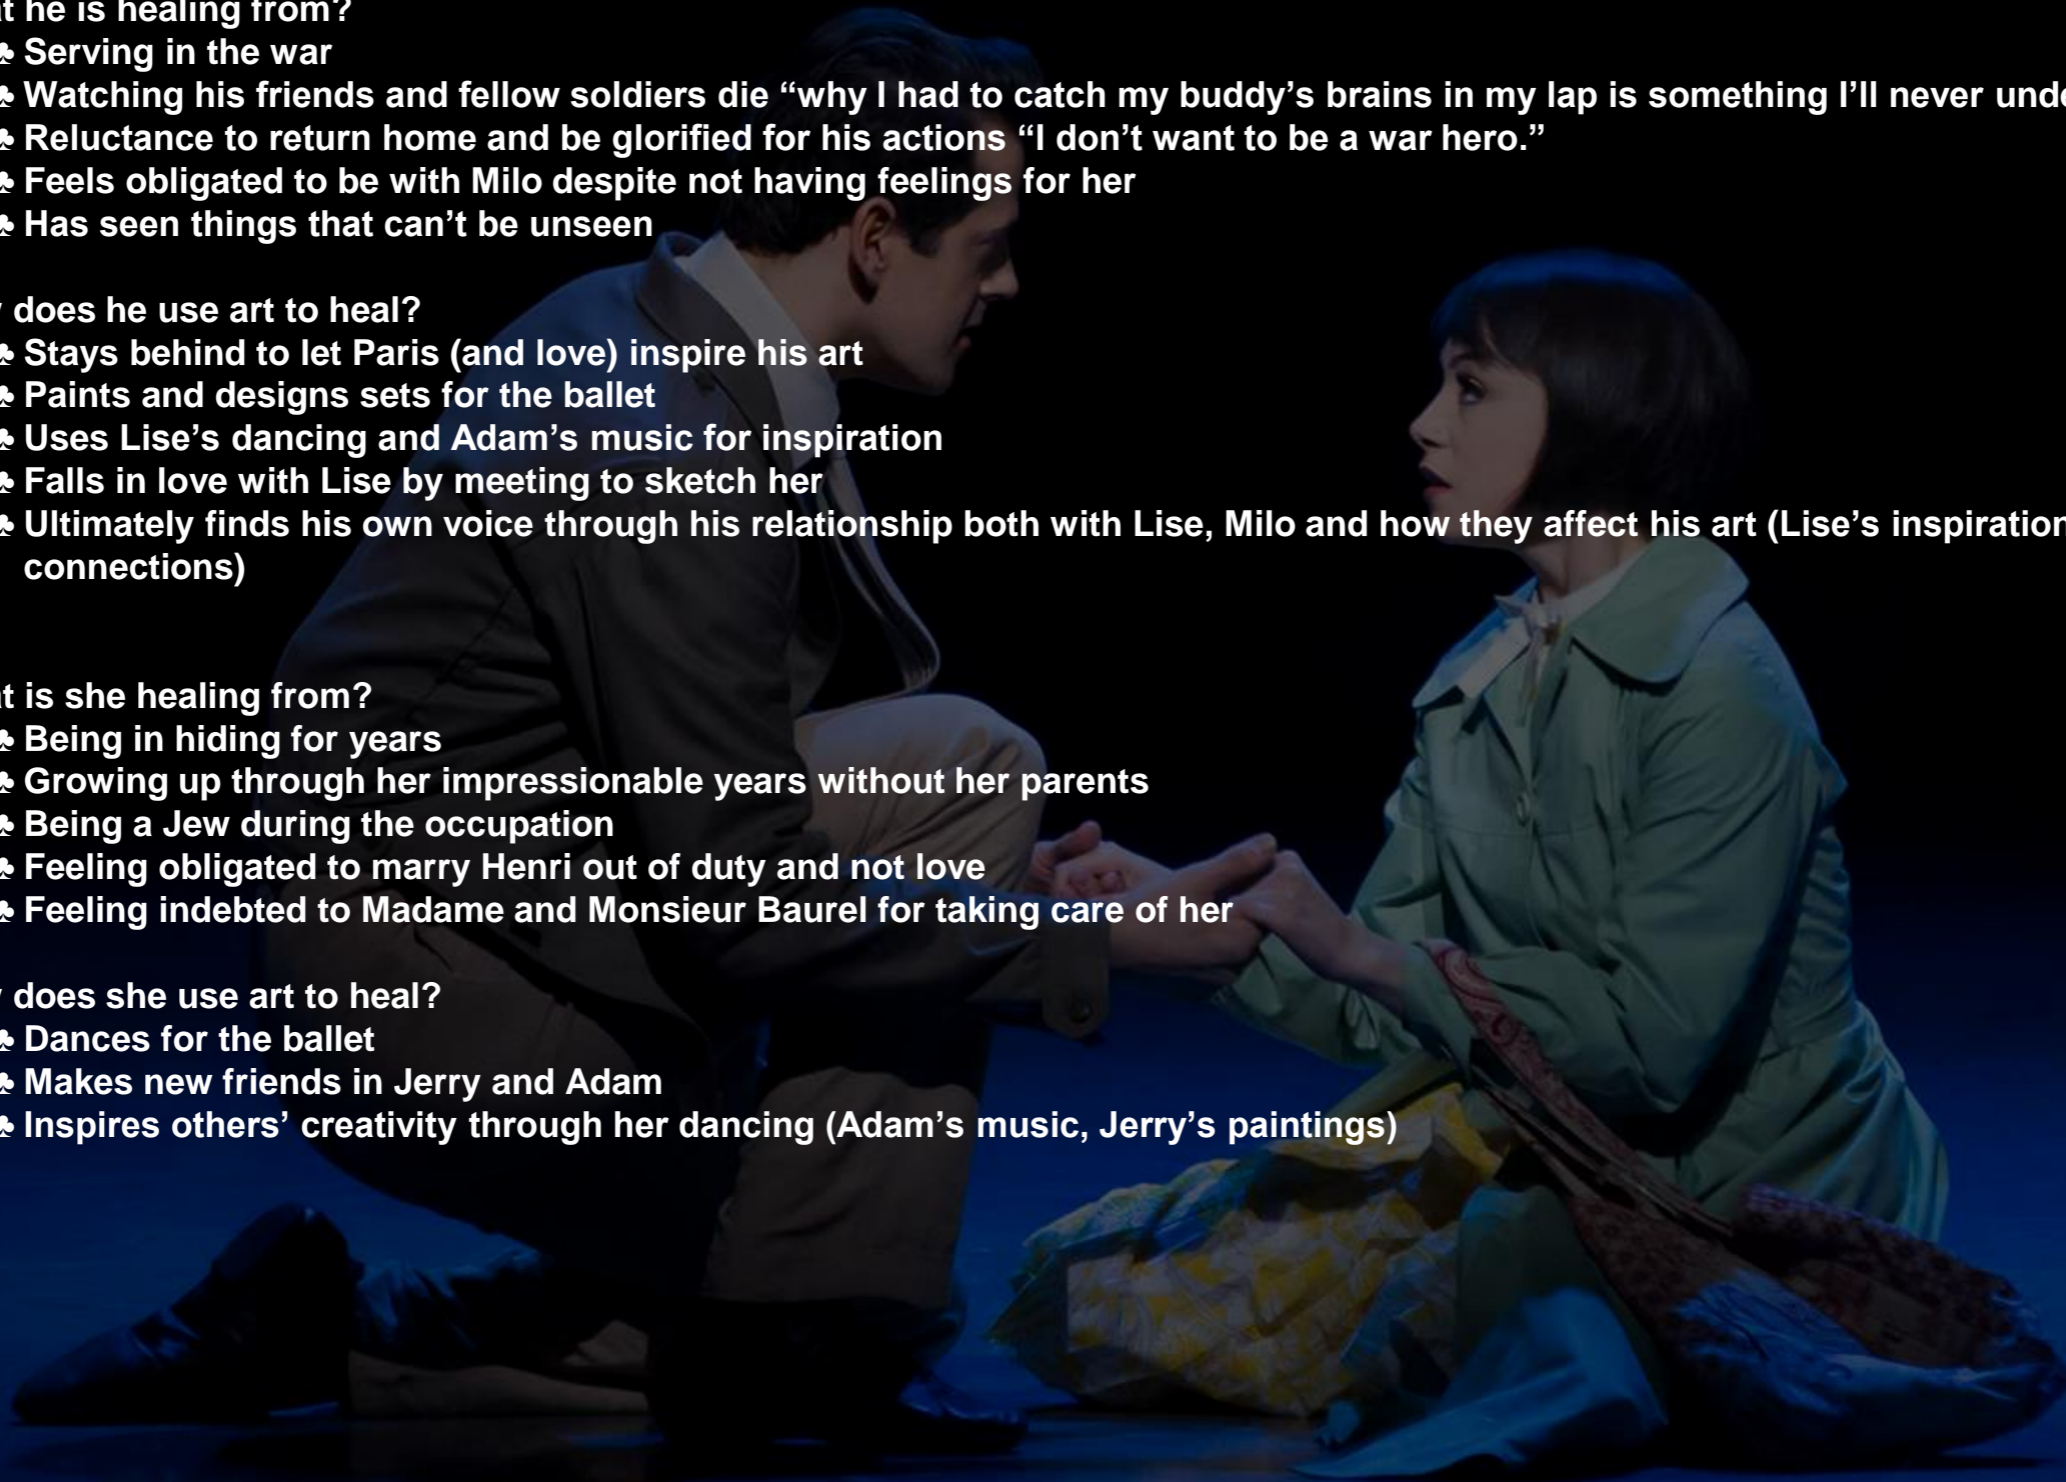 he is healing from?
♣ Serving in the war
♣ Watching his friends and fellow soldiers die “why I had to catch my buddy’s brains in my lap is something I’ll never
♣ Reluctance to return home and be glorified for his actions “I don’t want to be a war hero.”
♣ Feels obligated to be with Milo despite not having feelings for her
♣ Has seen things that can’t be unseen
does he use art to heal?
♣ Stays behind to let Paris (and love) inspire his art
♣ Paints and designs sets for the ballet
♣ Uses Lise’s dancing and Adam’s music for inspiration
♣ Falls in love with Lise by meeting to sketch her
♣ Ultimately finds his own voice through his relationship both with Lise, Milo and how they affect his art (Lise’s inspiration
connections)
is she healing from?
♣ Being in hiding for years
♣ Growing up through her impressionable years without her parents
♣ Being a Jew during the occupation
♣ Feeling obligated to marry Henri out of duty and not love
♣ Feeling indebted to Madame and Monsieur Baurel for taking care of her
does she use art to heal?
♣ Dances for the ballet
♣ Makes new friends in Jerry and Adam
♣ Inspires others’ creativity through her dancing (Adam’s music, Jerry’s paintings)